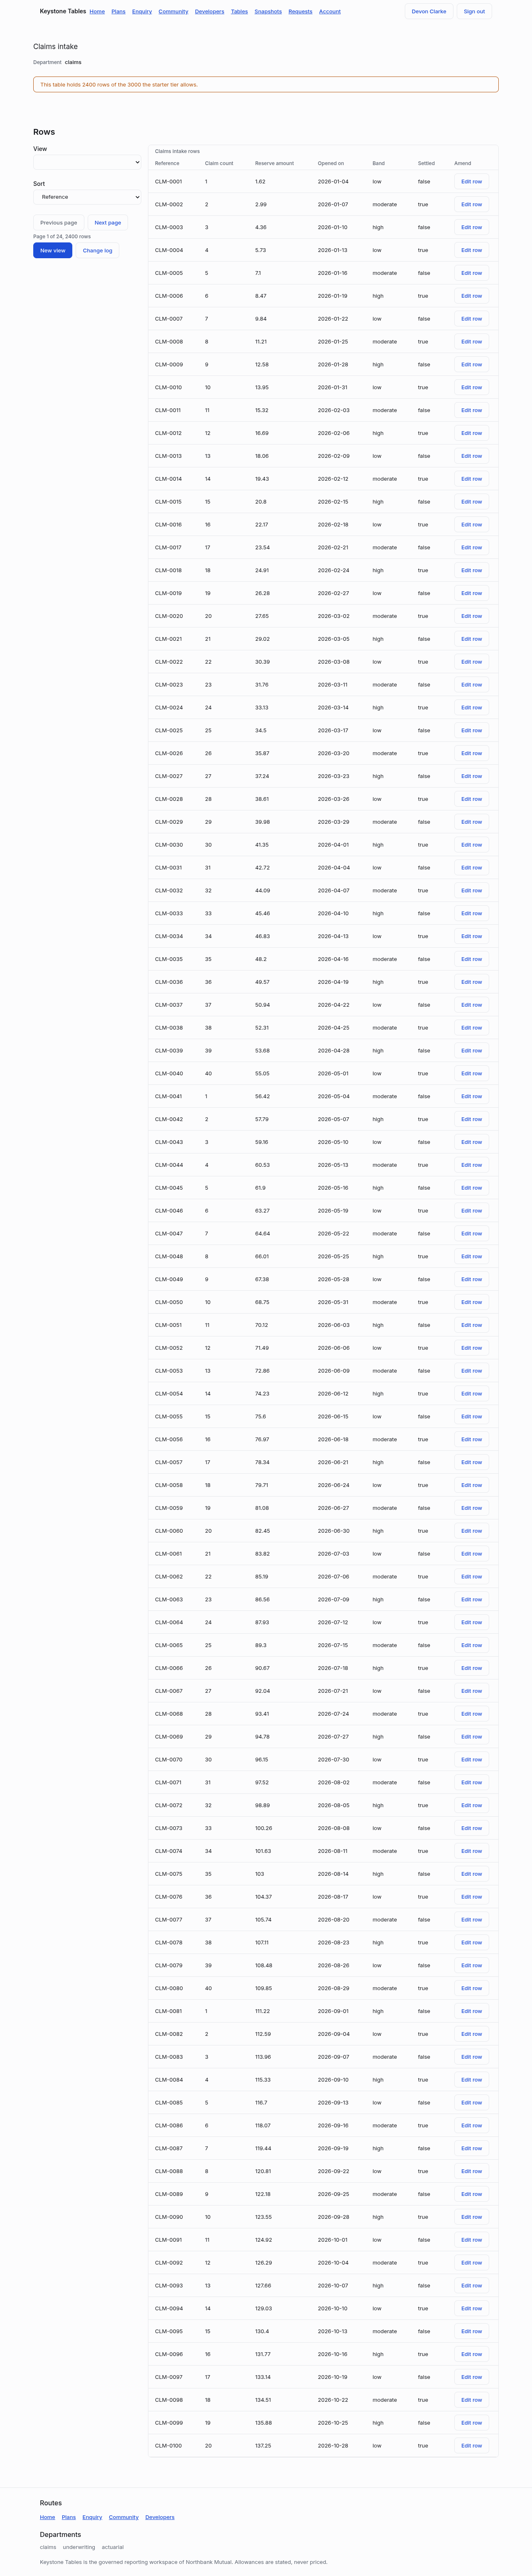 Keystone Tables Home Plans Enquiry Community Developers Tables Snapshots Requests Account Devon Clarke Sign out
Claims intake
Department claims
This table holds 2400 rows of the 3000 the starter tier allows.
Rows
View
Sort
Reference
Previous page Next page
Page 1 of 24, 2400 rows
New view Change log
Claims intake rows
Reference Claim count Reserve amount Opened on Band Settled Amend
CLM-0001 1 1.62 2026-01-04 low false Edit row
CLM-0002 2 2.99 2026-01-07 moderate true Edit row
CLM-0003 3 4.36 2026-01-10 high false Edit row
CLM-0004 4 5.73 2026-01-13 low true Edit row
CLM-0005 5 7.1 2026-01-16 moderate false Edit row
CLM-0006 6 8.47 2026-01-19 high true Edit row
CLM-0007 7 9.84 2026-01-22 low false Edit row
CLM-0008 8 11.21 2026-01-25 moderate true Edit row
CLM-0009 9 12.58 2026-01-28 high false Edit row
CLM-0010 10 13.95 2026-01-31 low true Edit row
CLM-0011 11 15.32 2026-02-03 moderate false Edit row
CLM-0012 12 16.69 2026-02-06 high true Edit row
CLM-0013 13 18.06 2026-02-09 low false Edit row
CLM-0014 14 19.43 2026-02-12 moderate true Edit row
CLM-0015 15 20.8 2026-02-15 high false Edit row
CLM-0016 16 22.17 2026-02-18 low true Edit row
CLM-0017 17 23.54 2026-02-21 moderate false Edit row
CLM-0018 18 24.91 2026-02-24 high true Edit row
CLM-0019 19 26.28 2026-02-27 low false Edit row
CLM-0020 20 27.65 2026-03-02 moderate true Edit row
CLM-0021 21 29.02 2026-03-05 high false Edit row
CLM-0022 22 30.39 2026-03-08 low true Edit row
CLM-0023 23 31.76 2026-03-11 moderate false Edit row
CLM-0024 24 33.13 2026-03-14 high true Edit row
CLM-0025 25 34.5 2026-03-17 low false Edit row
CLM-0026 26 35.87 2026-03-20 moderate true Edit row
CLM-0027 27 37.24 2026-03-23 high false Edit row
CLM-0028 28 38.61 2026-03-26 low true Edit row
CLM-0029 29 39.98 2026-03-29 moderate false Edit row
CLM-0030 30 41.35 2026-04-01 high true Edit row
CLM-0031 31 42.72 2026-04-04 low false Edit row
CLM-0032 32 44.09 2026-04-07 moderate true Edit row
CLM-0033 33 45.46 2026-04-10 high false Edit row
CLM-0034 34 46.83 2026-04-13 low true Edit row
CLM-0035 35 48.2 2026-04-16 moderate false Edit row
CLM-0036 36 49.57 2026-04-19 high true Edit row
CLM-0037 37 50.94 2026-04-22 low false Edit row
CLM-0038 38 52.31 2026-04-25 moderate true Edit row
CLM-0039 39 53.68 2026-04-28 high false Edit row
CLM-0040 40 55.05 2026-05-01 low true Edit row
CLM-0041 1 56.42 2026-05-04 moderate false Edit row
CLM-0042 2 57.79 2026-05-07 high true Edit row
CLM-0043 3 59.16 2026-05-10 low false Edit row
CLM-0044 4 60.53 2026-05-13 moderate true Edit row
CLM-0045 5 61.9 2026-05-16 high false Edit row
CLM-0046 6 63.27 2026-05-19 low true Edit row
CLM-0047 7 64.64 2026-05-22 moderate false Edit row
CLM-0048 8 66.01 2026-05-25 high true Edit row
CLM-0049 9 67.38 2026-05-28 low false Edit row
CLM-0050 10 68.75 2026-05-31 moderate true Edit row
CLM-0051 11 70.12 2026-06-03 high false Edit row
CLM-0052 12 71.49 2026-06-06 low true Edit row
CLM-0053 13 72.86 2026-06-09 moderate false Edit row
CLM-0054 14 74.23 2026-06-12 high true Edit row
CLM-0055 15 75.6 2026-06-15 low false Edit row
CLM-0056 16 76.97 2026-06-18 moderate true Edit row
CLM-0057 17 78.34 2026-06-21 high false Edit row
CLM-0058 18 79.71 2026-06-24 low true Edit row
CLM-0059 19 81.08 2026-06-27 moderate false Edit row
CLM-0060 20 82.45 2026-06-30 high true Edit row
CLM-0061 21 83.82 2026-07-03 low false Edit row
CLM-0062 22 85.19 2026-07-06 moderate true Edit row
CLM-0063 23 86.56 2026-07-09 high false Edit row
CLM-0064 24 87.93 2026-07-12 low true Edit row
CLM-0065 25 89.3 2026-07-15 moderate false Edit row
CLM-0066 26 90.67 2026-07-18 high true Edit row
CLM-0067 27 92.04 2026-07-21 low false Edit row
CLM-0068 28 93.41 2026-07-24 moderate true Edit row
CLM-0069 29 94.78 2026-07-27 high false Edit row
CLM-0070 30 96.15 2026-07-30 low true Edit row
CLM-0071 31 97.52 2026-08-02 moderate false Edit row
CLM-0072 32 98.89 2026-08-05 high true Edit row
CLM-0073 33 100.26 2026-08-08 low false Edit row
CLM-0074 34 101.63 2026-08-11 moderate true Edit row
CLM-0075 35 103 2026-08-14 high false Edit row
CLM-0076 36 104.37 2026-08-17 low true Edit row
CLM-0077 37 105.74 2026-08-20 moderate false Edit row
CLM-0078 38 107.11 2026-08-23 high true Edit row
CLM-0079 39 108.48 2026-08-26 low false Edit row
CLM-0080 40 109.85 2026-08-29 moderate true Edit row
CLM-0081 1 111.22 2026-09-01 high false Edit row
CLM-0082 2 112.59 2026-09-04 low true Edit row
CLM-0083 3 113.96 2026-09-07 moderate false Edit row
CLM-0084 4 115.33 2026-09-10 high true Edit row
CLM-0085 5 116.7 2026-09-13 low false Edit row
CLM-0086 6 118.07 2026-09-16 moderate true Edit row
CLM-0087 7 119.44 2026-09-19 high false Edit row
CLM-0088 8 120.81 2026-09-22 low true Edit row
CLM-0089 9 122.18 2026-09-25 moderate false Edit row
CLM-0090 10 123.55 2026-09-28 high true Edit row
CLM-0091 11 124.92 2026-10-01 low false Edit row
CLM-0092 12 126.29 2026-10-04 moderate true Edit row
CLM-0093 13 127.66 2026-10-07 high false Edit row
CLM-0094 14 129.03 2026-10-10 low true Edit row
CLM-0095 15 130.4 2026-10-13 moderate false Edit row
CLM-0096 16 131.77 2026-10-16 high true Edit row
CLM-0097 17 133.14 2026-10-19 low false Edit row
CLM-0098 18 134.51 2026-10-22 moderate true Edit row
CLM-0099 19 135.88 2026-10-25 high false Edit row
CLM-0100 20 137.25 2026-10-28 low true Edit row
Routes
Home Plans Enquiry Community Developers
Departments
claims underwriting actuarial
Keystone Tables is the governed reporting workspace of Northbank Mutual. Allowances are stated, never priced.